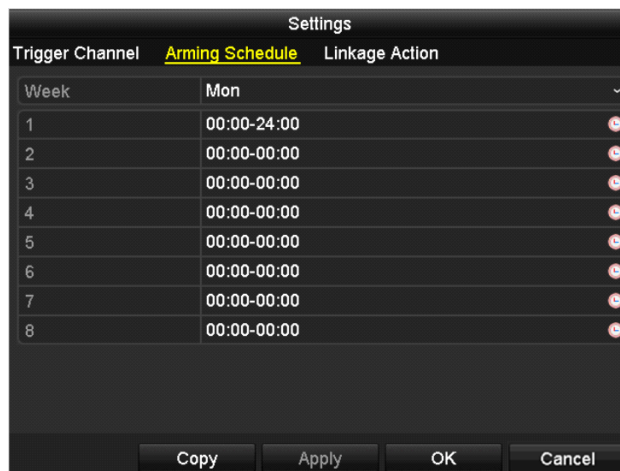 Settings
Trigger Channel Arming Schedule Linkage Action
Week Mon
1 00:00-24:00
2 00:00-00:00
3 00:00-00:00
4 00:00-00:00
5 00:00-00:00
6 00:00-00:00
7 00:00-00:00
8 00:00-00:00
Copy Apply OK Cancel